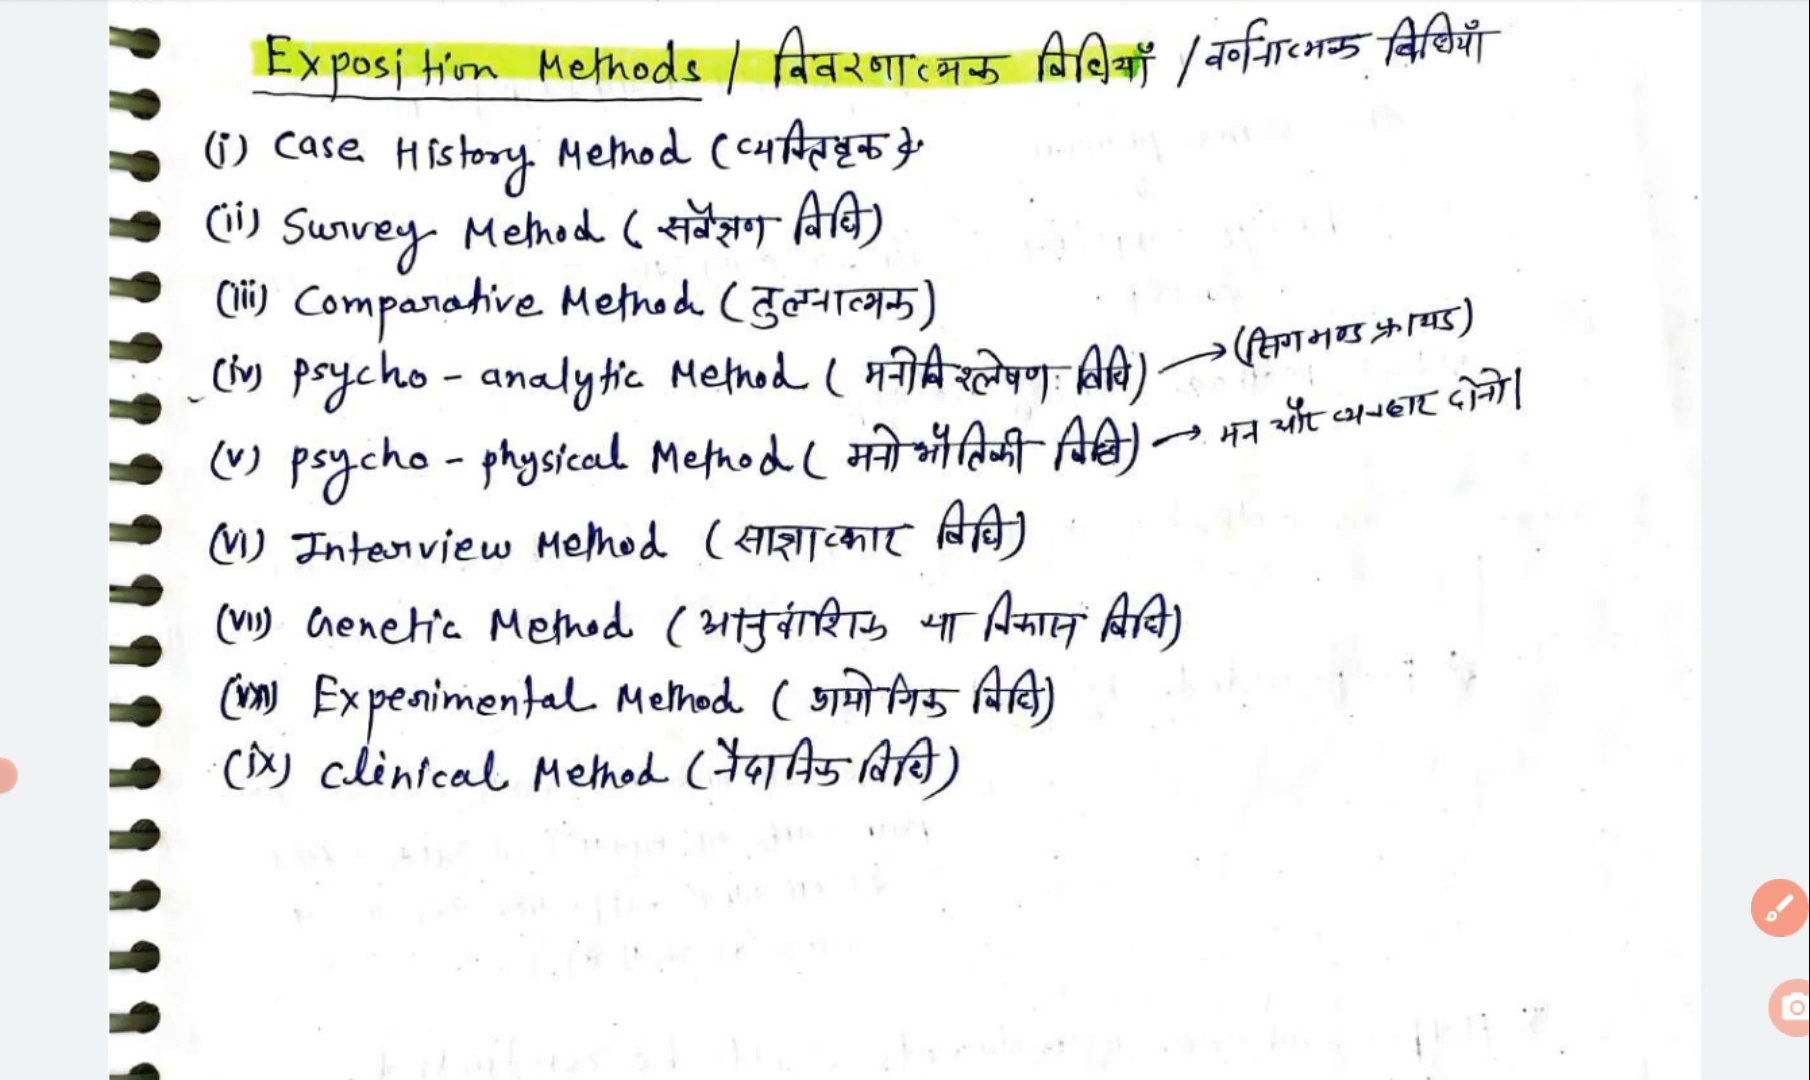 Exposition Methods / विवरणात्मक विधियाँ / वर्णनात्मक विधियाँ
(i) Case History Method (व्यक्तिवृतक)
(ii) Survey Method ( सर्वेक्षण विधि)
(iii) Comparative Method (तुलनात्मक)
(iv) Psycho - analytic Method ( मनोविश्लेषण विधि) → (सिगमण्ड फ्रायड)
(v) Psycho - physical Method ( मनोभौतिकी विधि) → मन और व्यवहार दोनो।
(vi) Interview Method (साक्षात्कार विधि)
(vii) Genetic Method (आनुवांशिक या विकास विधि)
(viii) Experimental Method ( प्रायोगिक विधि)
(ix) Clinical Method (नैदानिक विधि)